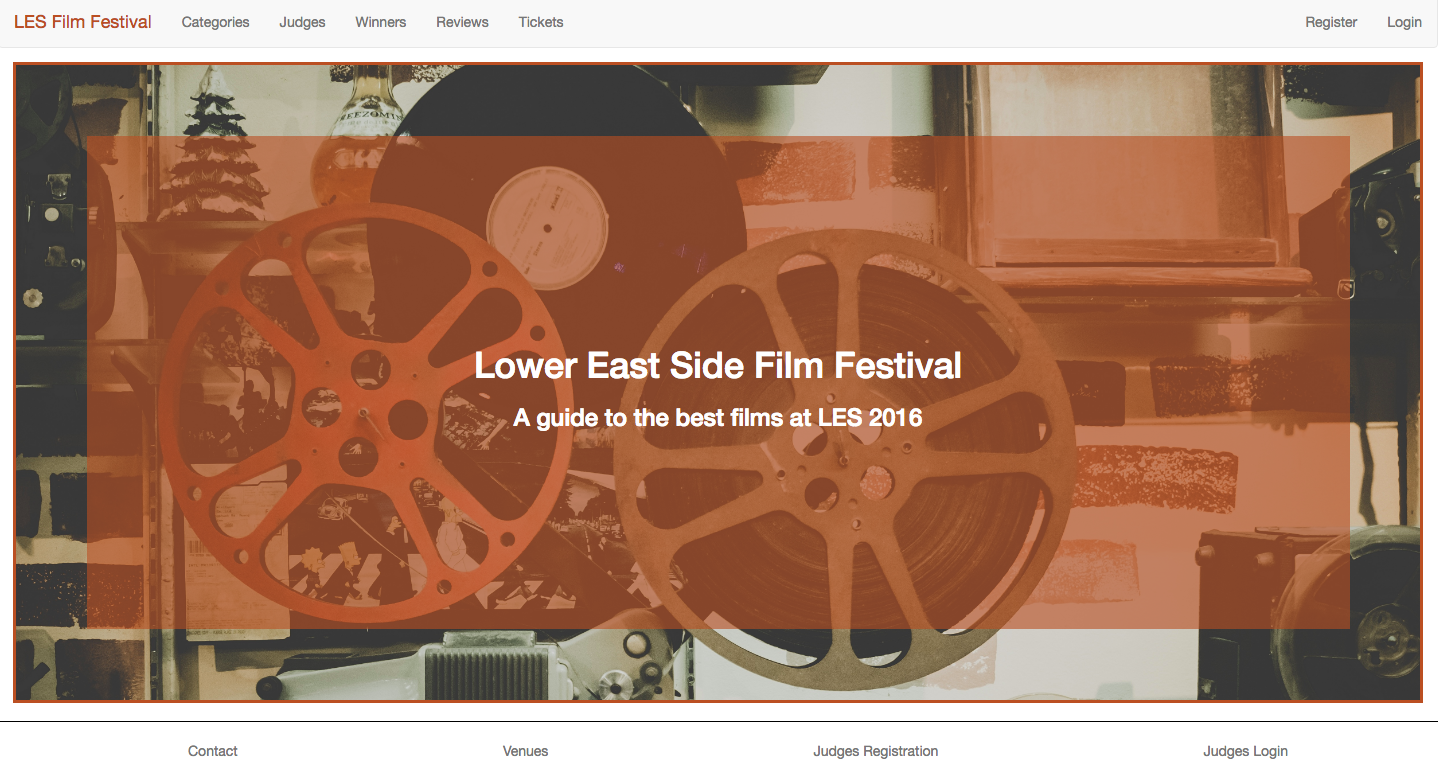 LES Film Festival
Categories
Judges
Winners
Reviews
Tickets
Register
Login
Lower East Side Film Festival
A guide to the best films at LES 2016
Contact
Venues
Judges Registration
Judges Login